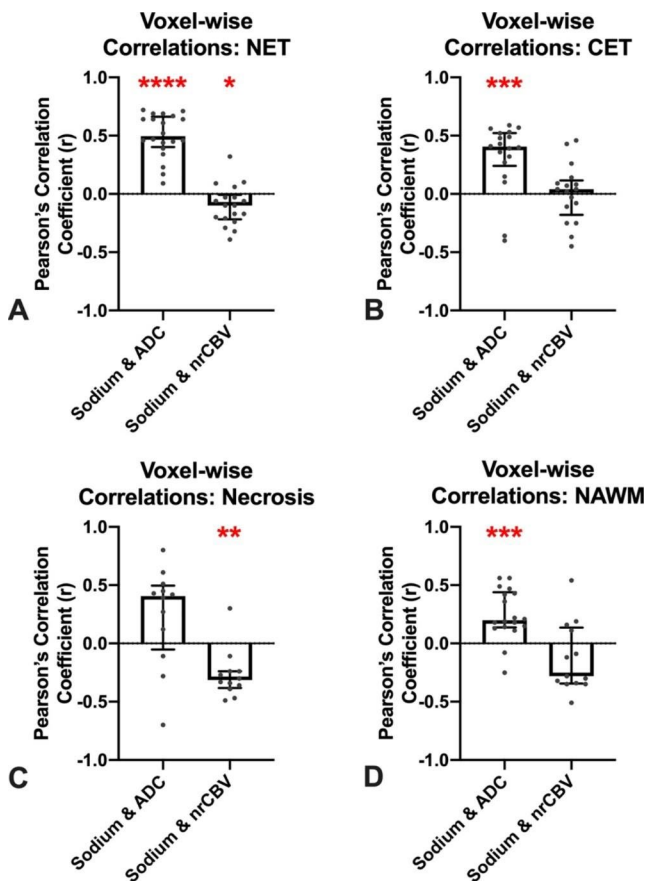 Voxel-wise
Correlations: NET
Pearson's Correlation
Coefficient (r)
1.0
0.5
0.0
-0.5
-1.0
****
*
Sodium & ADC
Sodium & nrCBV
A
Voxel-wise
Correlations: CET
Pearson's Correlation
Coefficient (r)
1.0
0.5
0.0
-0.5
-1.0
***
Sodium & ADC
Sodium & nrCBV
B
Voxel-wise
Correlations: Necrosis
Pearson's Correlation
Coefficient (r)
1.0
0.5
0.0
-0.5
-1.0
**
Sodium & ADC
Sodium & nrCBV
C
Voxel-wise
Correlations: NAWM
Pearson's Correlation
Coefficient (r)
1.0
0.5
0.0
-0.5
-1.0
***
Sodium & ADC
Sodium & nrCBV
D